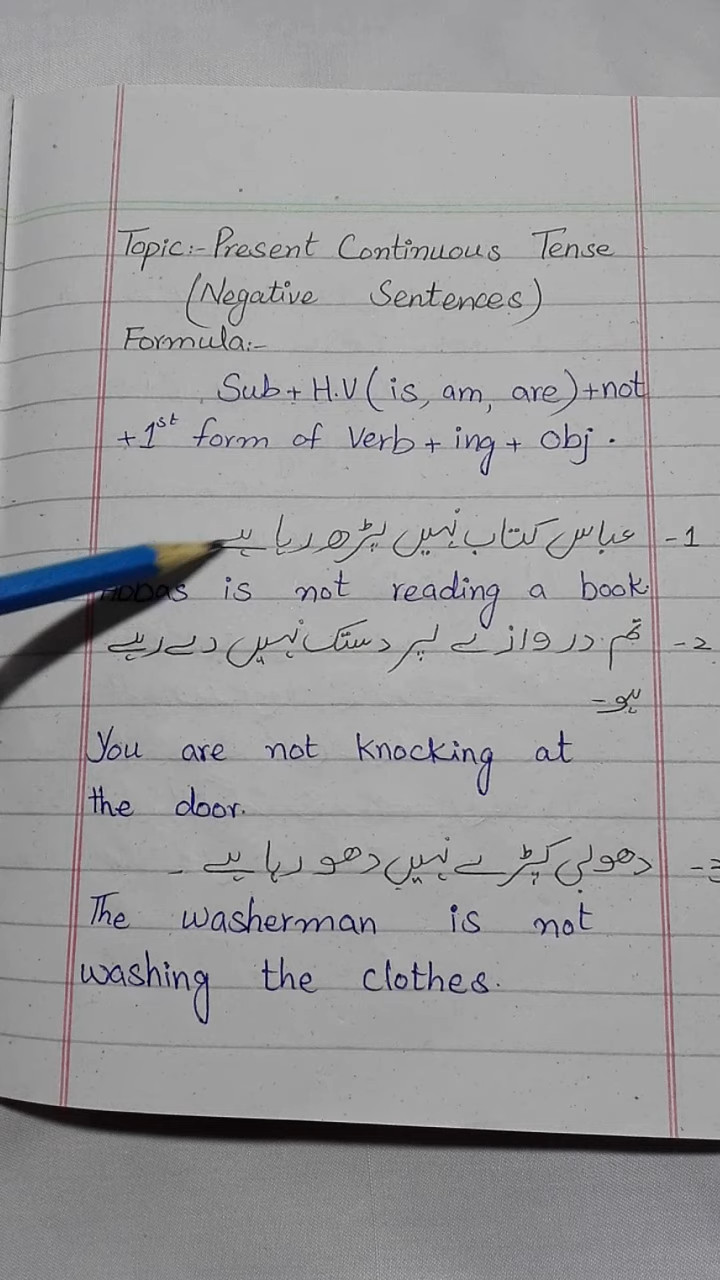 Topic:- Present Continuous Tense
(Negative Sentences)
Formula:-
Sub + H.V (is, am, are) + not
+ 1st form of Verb + ing + obj.
1- عباس کتاب نہیں پڑھ رہا ہے
Abbas is not reading a book.
2- تم دروازے پر دستک نہیں دے رہے
ہو-
You are not knocking at
the door.
3- دھوبی کپڑے نہیں دھو رہا ہے ۔
The washerman is not
washing the clothes.